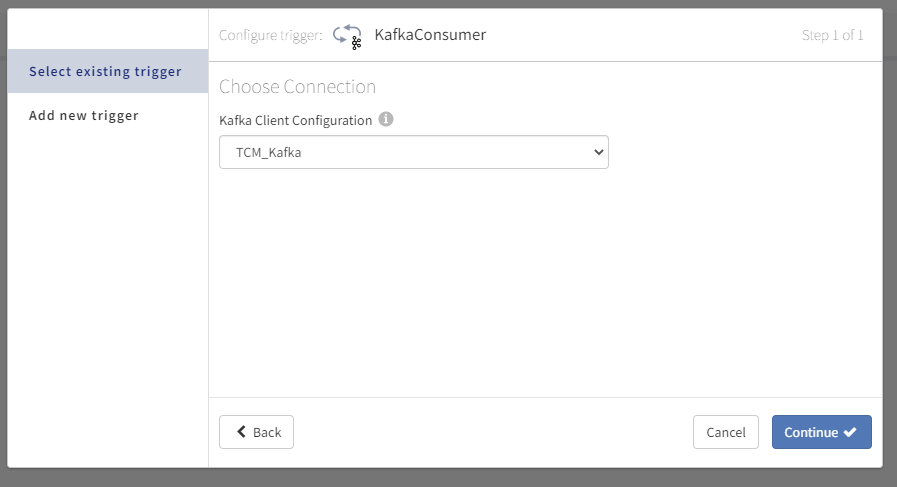 Configure trigger: KafkaConsumer Step 1 of 1
Select existing trigger
Add new trigger
Choose Connection
Kafka Client Configuration
TCM_Kafka
Back Cancel Continue